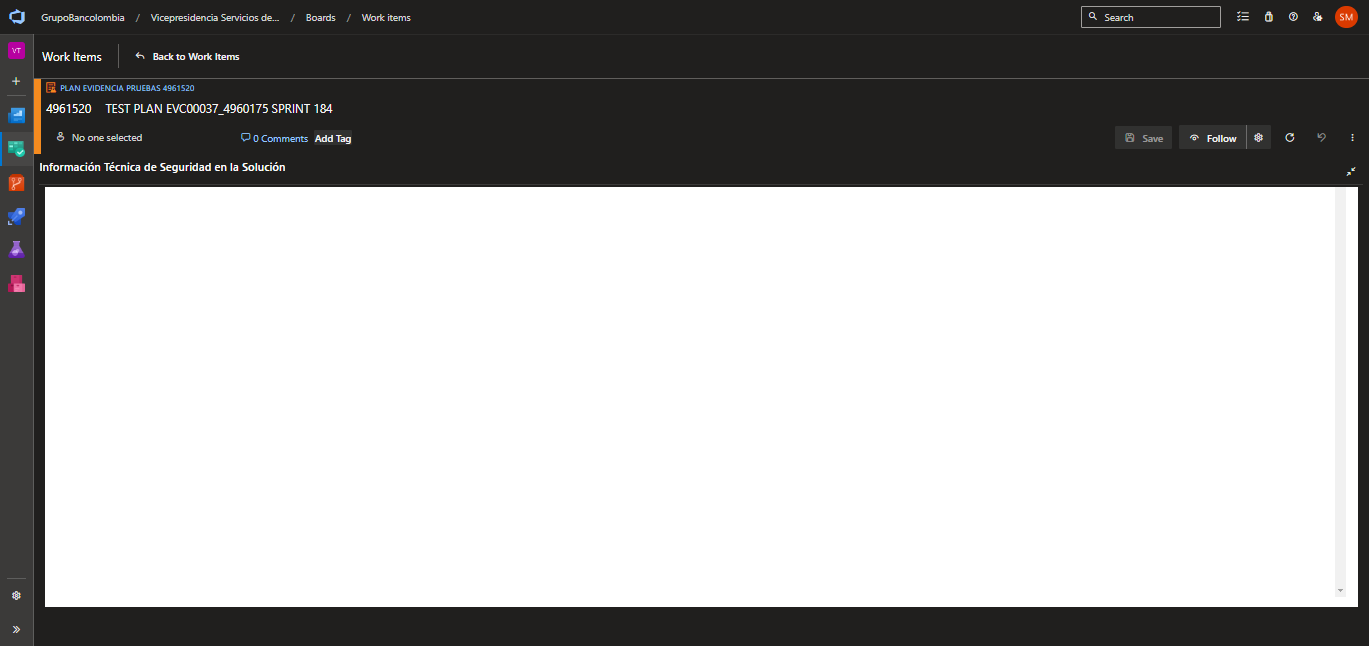 GrupoBancolombia / Vicepresidencia Servicios de... / Boards / Work items
Search
SM
VT
Work Items
Back to Work Items
PLAN EVIDENCIA PRUEBAS 4961520
4961520 TEST PLAN EVC00037_4960175 SPRINT 184
No one selected
0 Comments
Add Tag
Save
Follow
Información Técnica de Seguridad en la Solución